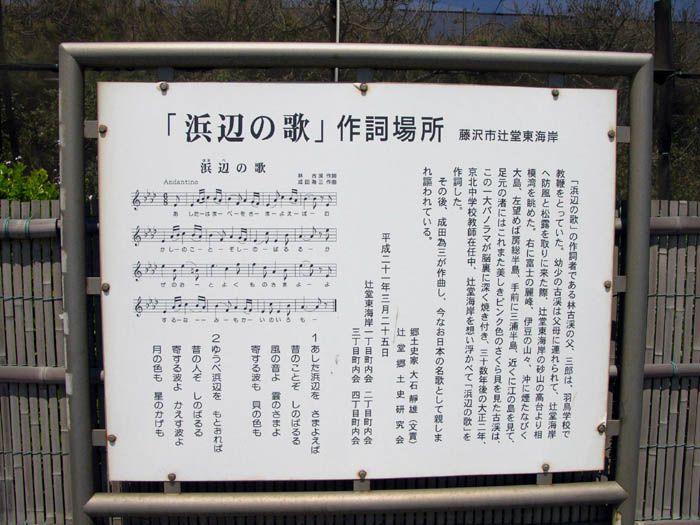 「浜辺の歌」作詞場所 藤沢市辻堂東海岸
「浜辺の歌」の作詞者である林古渓の父、三郎は、羽鳥学校で
教鞭をとっていた。幼少の古渓は父母に連れられて、辻堂海岸
へ防風と松露を取りに来た際、辻堂東海岸の砂山の高台より相
模湾を眺めた。右に富士の麗峰、伊豆の山々、沖に煙たなびく
大島、左望めば房総半島、手前に三浦半島、近くに江の島を見て、
足元の渚にはこれまた美しきピンク色のさくら貝を見た古渓は、
この一大パノラマが脳裏に深く焼き付き、三十数年後の大正二年、
京北中学校教師在任中、辻堂海岸を想い浮かべて「浜辺の歌」を
作詞した。
その後、成田為三が作曲し、今なお日本の名歌として親しま
れ謳われている。
平成二十一年三月二十五日
郷土史家 大石静雄(文責)
辻堂郷土史研究会
辻堂東海岸一丁目町内会 二丁目町内会
三丁目町内会 四丁目町内会
浜辺の歌
はまべ
林 古渓 作詞
成田為三 作曲
Andantino
あしたーはまーべーをさーまーよえーばーむ
かしのーこーとーぞしのーばるるーか
ぜのおーとーよくーものさまーよーよ
するーなーーみーもかーいのいろもー
1 あした浜辺を さまよえば
昔のことぞ しのばるる
風の音よ 雲のさまよ
寄する波も 貝の色も
2 ゆうべ浜辺を もとおれば
昔の人ぞ しのばるる
寄する波よ かえす波よ
月の色も 星のかげも